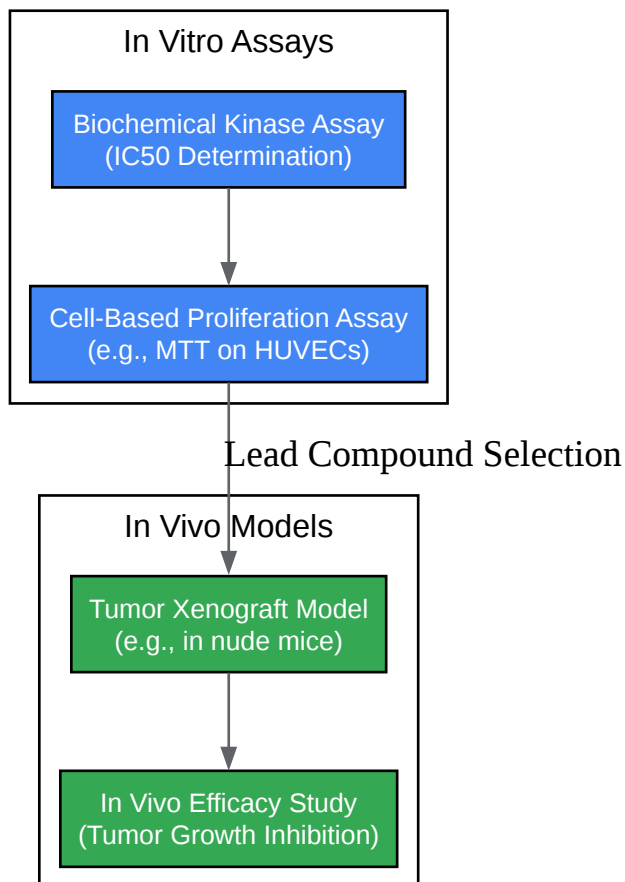 In Vitro Assays
Biochemical Kinase Assay
(IC50 Determination)
Cell-Based Proliferation Assay
(e.g., MTT on HUVECs)
Lead Compound Selection
In Vivo Models
Tumor Xenograft Model
(e.g., in nude mice)
In Vivo Efficacy Study
(Tumor Growth Inhibition)